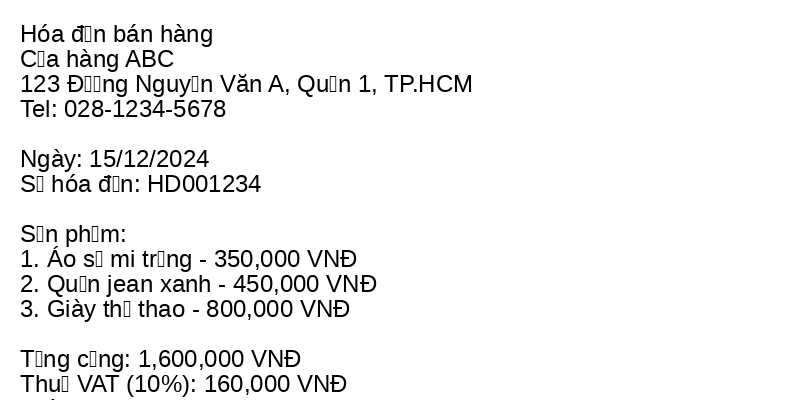 Hóa đ▯n bán hàng
C▯a hàng ABC
123 Đ▯▯ng Nguy▯n Văn A, Qu▯n 1, TP.HCM
Tel: 028-1234-5678
Ngày: 15/12/2024
S▯ hóa đ▯n: HD001234
S▯n ph▯m:
1. Áo s▯ mi tr▯ng - 350,000 VNĐ
2. Qu▯n jean xanh - 450,000 VNĐ
3. Giày th▯ thao - 800,000 VNĐ
T▯ng c▯ng: 1,600,000 VNĐ
Thu▯ VAT (10%): 160,000 VNĐ